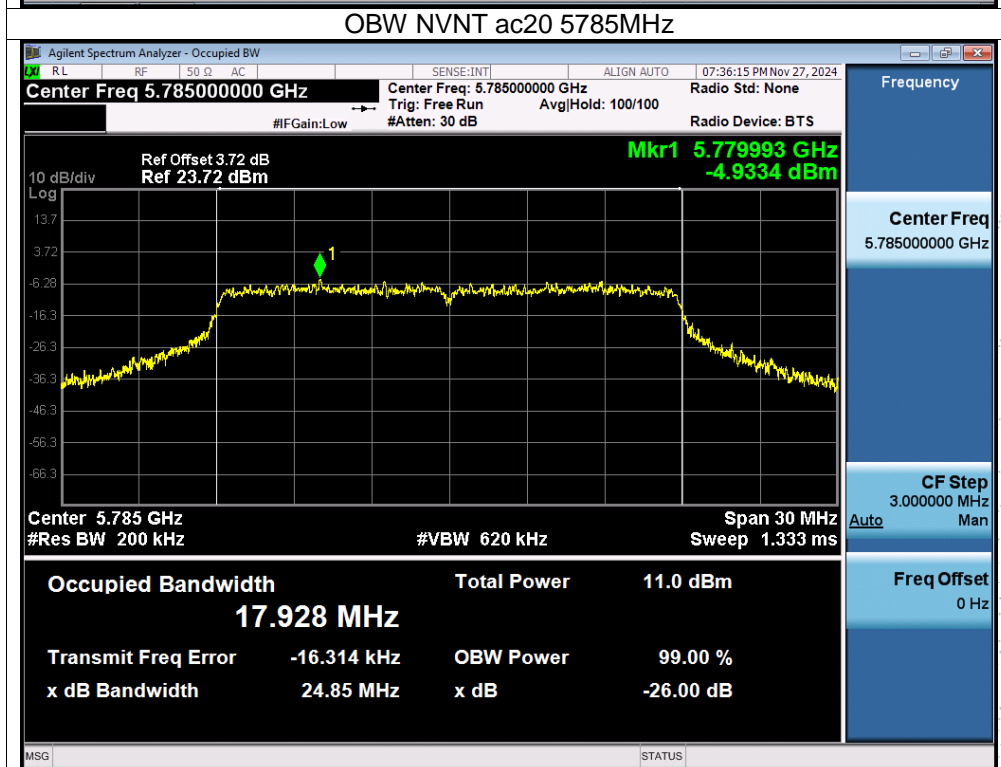 OBW NVNT ac20 5785MHz
Agilent Spectrum Analyzer - Occupied BW
LXI RL RF 50 Ω AC SENSE:INT ALIGN AUTO 07:36:15 PM Nov 27, 2024
Center Freq 5.785000000 GHz
Center Freq: 5.785000000 GHz Radio Std: None
Trig: Free Run Avg|Hold: 100/100
#IFGain:Low #Atten: 30 dB Radio Device: BTS
Frequency
Mkr1 5.779993 GHz
-4.9334 dBm
Ref Offset 3.72 dB
10 dB/div Ref 23.72 dBm
Log
13.7
3.72
-6.28
-16.3
-26.3
-36.3
-46.3
-56.3
-66.3
1
Center 5.785 GHz Span 30 MHz
#Res BW 200 kHz #VBW 620 kHz Sweep 1.333 ms
Center Freq
5.785000000 GHz
CF Step
3.000000 MHz
Auto Man
Freq Offset
0 Hz
Occupied Bandwidth Total Power 11.0 dBm
17.928 MHz
Transmit Freq Error -16.314 kHz OBW Power 99.00 %
x dB Bandwidth 24.85 MHz x dB -26.00 dB
MSG STATUS